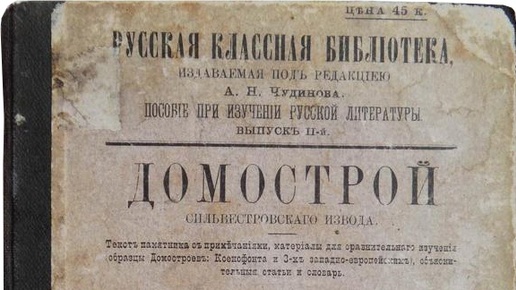 Цѣна 45 к.
РУССКАЯ КЛАССНАЯ БИБЛІОТЕКА,
ИЗДАВАЕМАЯ ПОДЪ РЕДАКЦІЕЮ
А. Н. ЧУДИНОВА.
ПОСОБІЕ ПРИ ИЗУЧЕНІИ РУССКОЙ ЛИТЕРАТУРЫ
ВЫПУСКЪ II-й.
ДОМОСТРОЙ
СИЛЬВЕСТРОВСКАГО ИЗВОДА.
Текстъ памятника съ примѣчаніями, матеріалы для сравнительнаго изученія
(образцы Домостроевъ: Ксенофонта и 3-хъ западно-европейскихъ), объясни-
тельныя статьи и словарь.